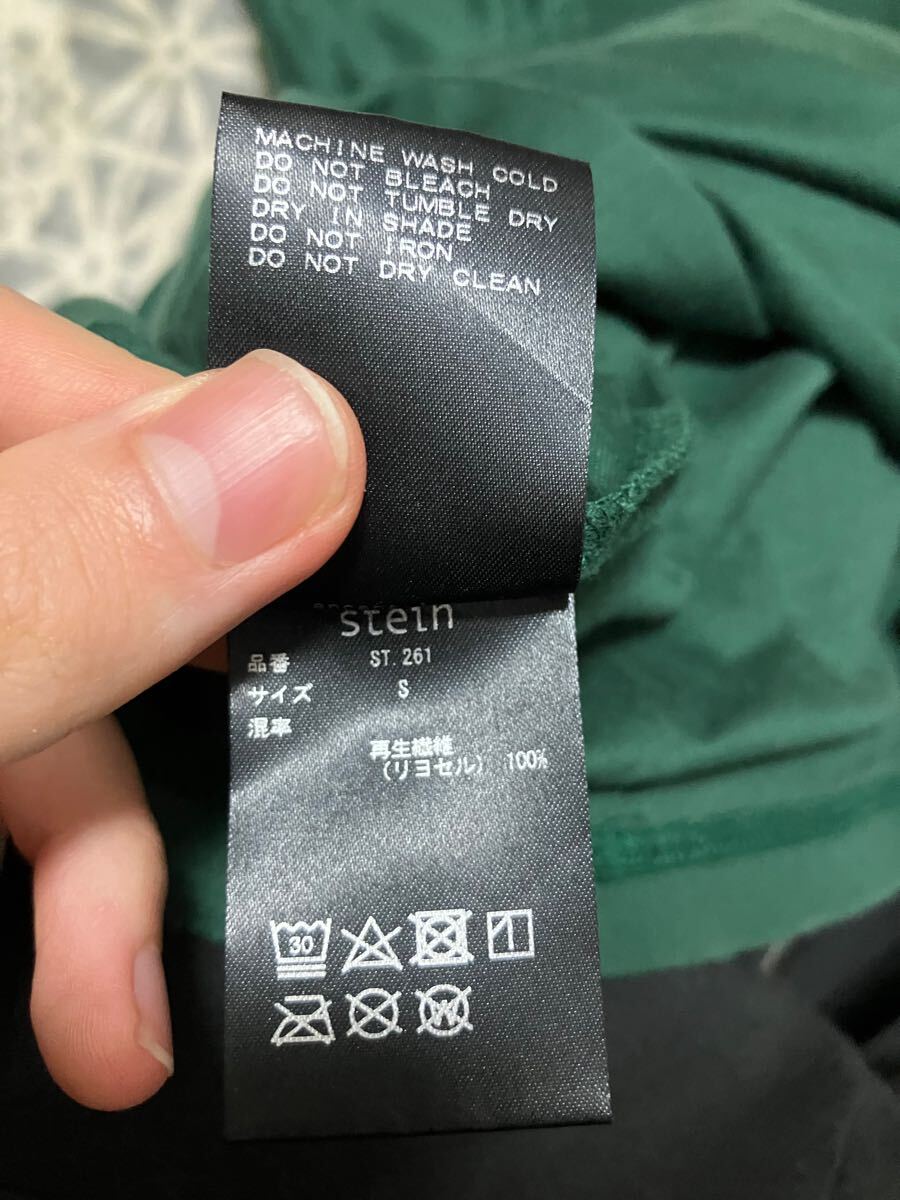 MACHINE WASH COLD
DO NOT BLEACH
DO NOT TUMBLE DRY
DRY IN SHADE
DO NOT IRON
DO NOT DRY CLEAN
stein
品番 ST.261
サイズ S
混率
再生繊維
(リヨセル) 100%
30
W